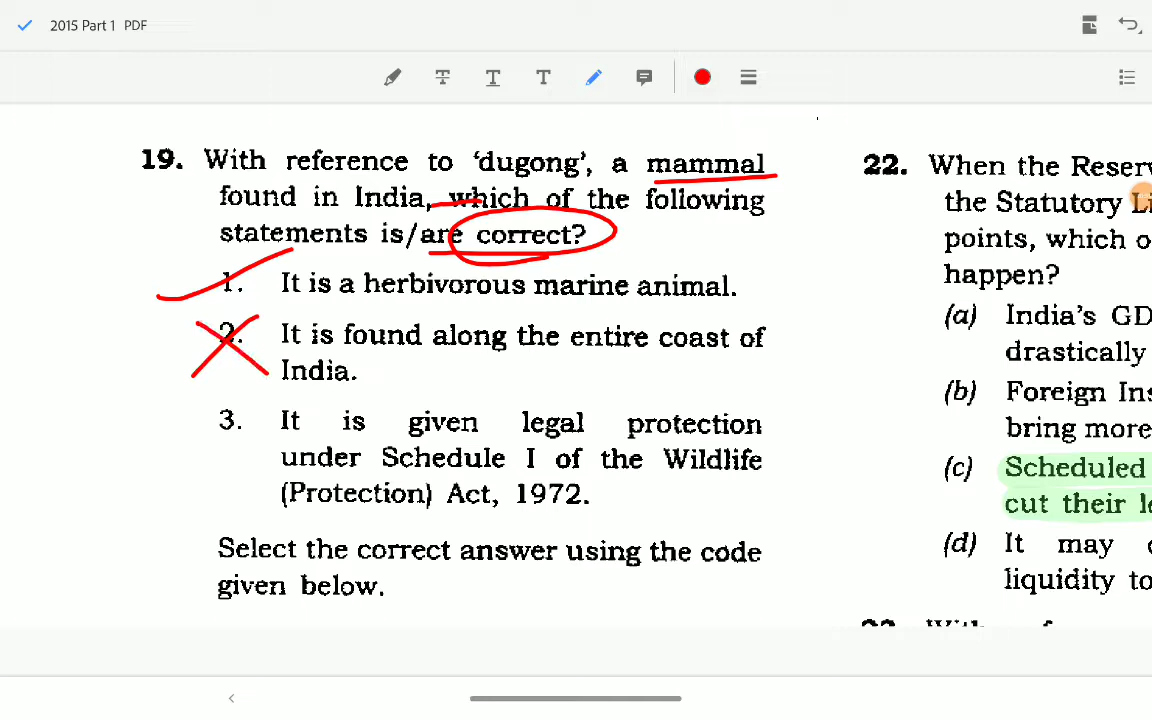 2015 Part 1 PDF
19. With reference to ‘dugong’, a mammal
found in India, which of the following
statements is/are correct?
1. It is a herbivorous marine animal.
2. It is found along the entire coast of
India.
3. It is given legal protection
under Schedule I of the Wildlife
(Protection) Act, 1972.
Select the correct answer using the code
given below.
22. When the Reser
the Statutory
points, which o
happen?
(a) India’s GD
drastically
(b) Foreign Ins
bring more
(c) Scheduled
cut their le
(d) It may
liquidity to